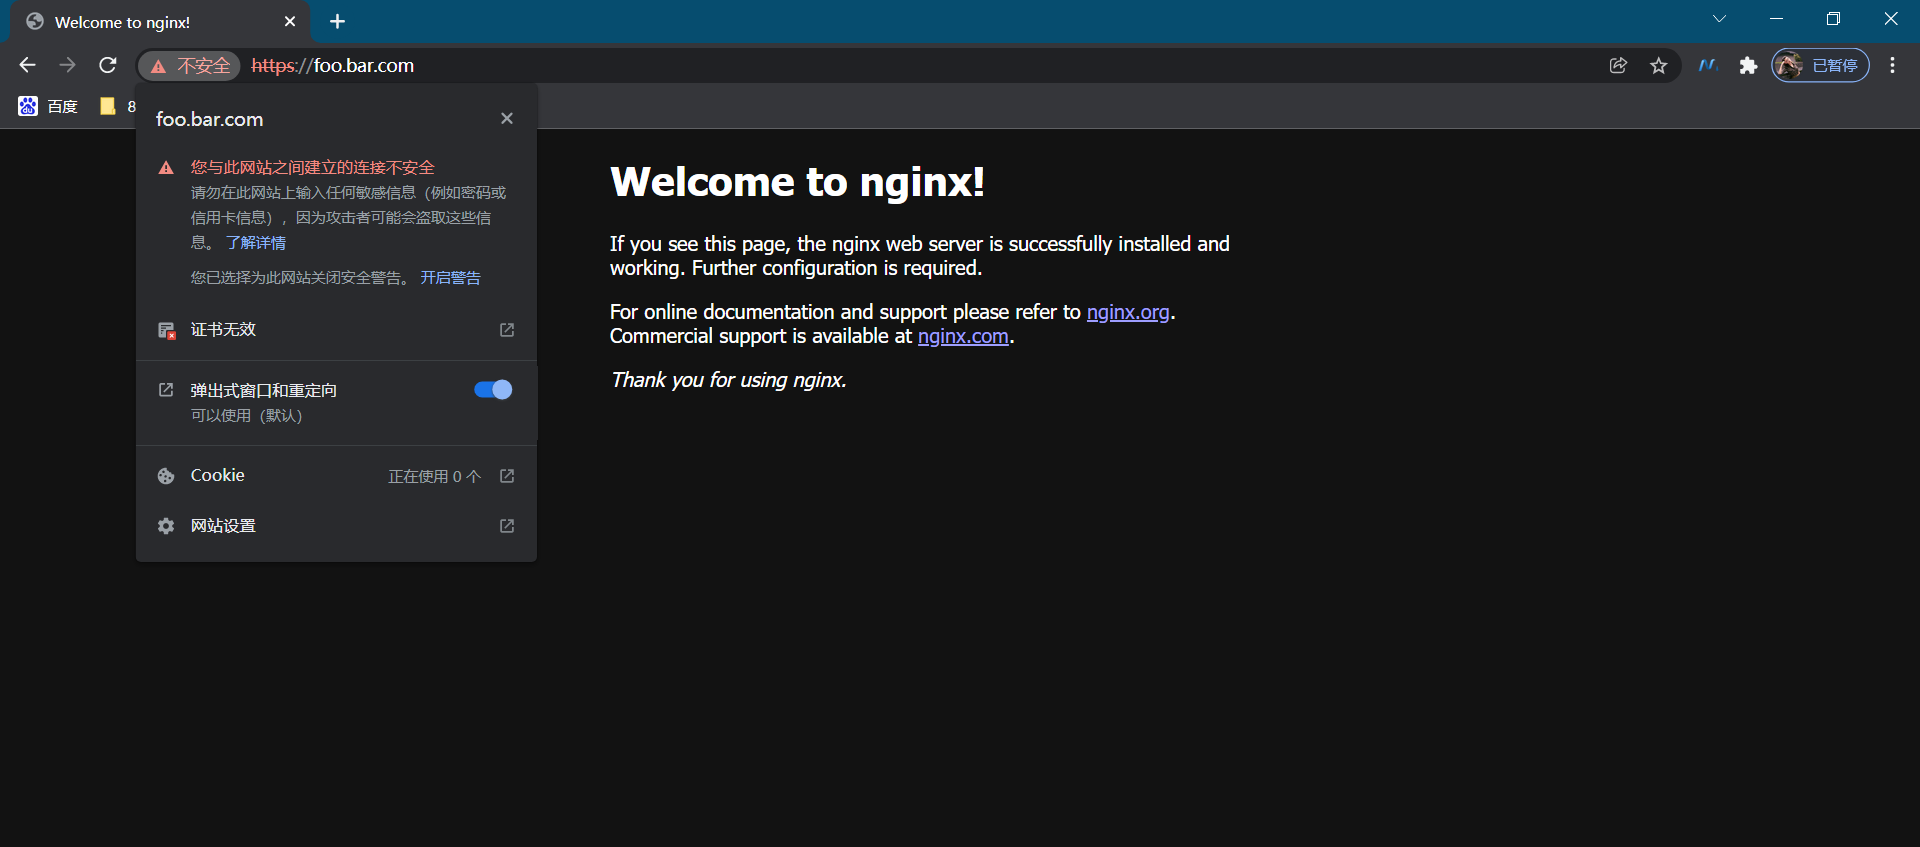 Welcome to nginx!
不安全 https://foo.bar.com
已暂停
百度
8
foo.bar.com
您与此网站之间建立的连接不安全
请勿在此网站上输入任何敏感信息（例如密码或
信用卡信息），因为攻击者可能会盗取这些信
息。 了解详情
您已选择为此网站关闭安全警告。 开启警告
证书无效
弹出式窗口和重定向
可以使用（默认）
Cookie 正在使用 0 个
网站设置
Welcome to nginx!
If you see this page, the nginx web server is successfully installed and
working. Further configuration is required.
For online documentation and support please refer to nginx.org.
Commercial support is available at nginx.com.
Thank you for using nginx.